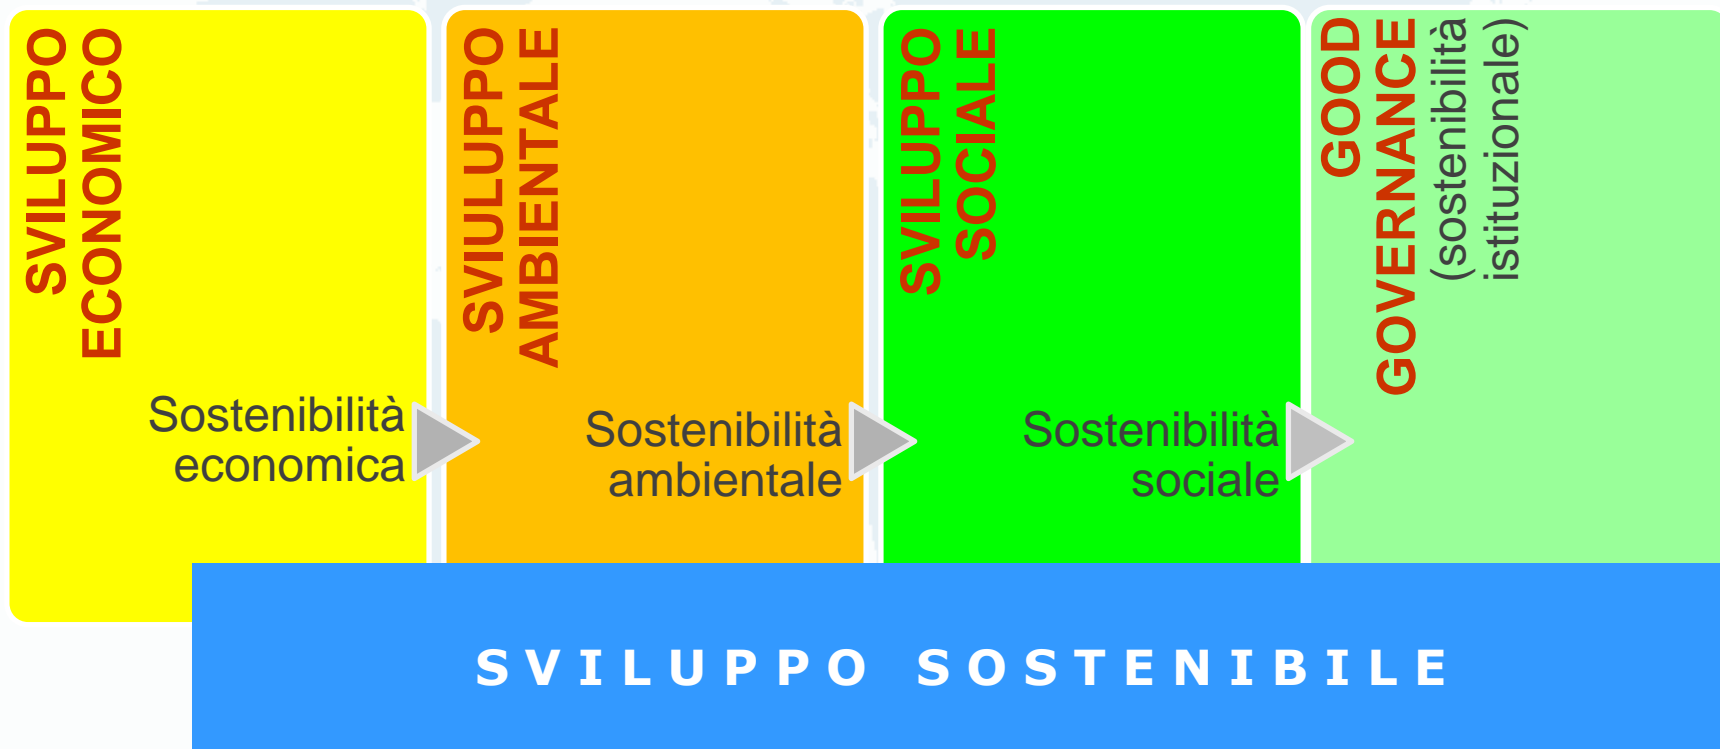 SVILUPPO
ECONOMICO
Sostenibilità
economica
SVIULUPPO
AMBIENTALE
Sostenibilità
ambientale
SVILUPPO
SOCIALE
Sostenibilità
sociale
GOOD
GOVERNANCE
(sostenibilità
istituzionale)
SVILUPPO SOSTENIBILE